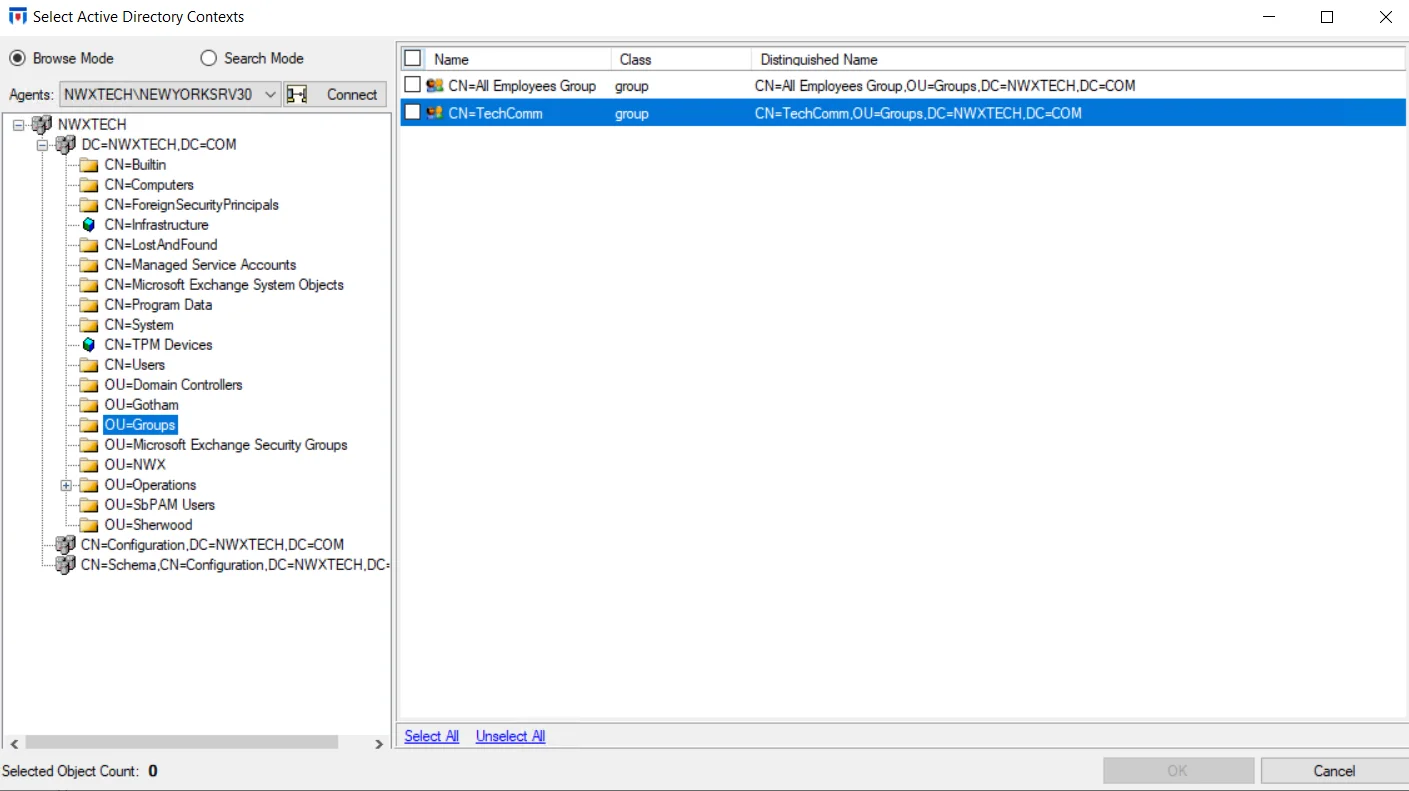 Select Active Directory Contexts
Browse Mode Search Mode
Agents: NWXTECH\NEWYORKSRV30 Connect
NWXTECH
DC=NWXTECH,DC=COM
CN=Builtin
CN=Computers
CN=ForeignSecurityPrincipals
CN=Infrastructure
CN=LostAndFound
CN=Managed Service Accounts
CN=Microsoft Exchange System Objects
CN=Program Data
CN=System
CN=TPM Devices
CN=Users
OU=Domain Controllers
OU=Gotham
OU=Groups
OU=Microsoft Exchange Security Groups
OU=NWX
OU=Operations
OU=SbPAM Users
OU=Sherwood
CN=Configuration,DC=NWXTECH,DC=COM
CN=Schema,CN=Configuration,DC=NWXTECH,DC=
Name Class Distinguished Name
CN=All Employees Group group CN=All Employees Group,OU=Groups,DC=NWXTECH,DC=COM
CN=TechComm group CN=TechComm,OU=Groups,DC=NWXTECH,DC=COM
Select All Unselect All
Selected Object Count: 0
OK Cancel